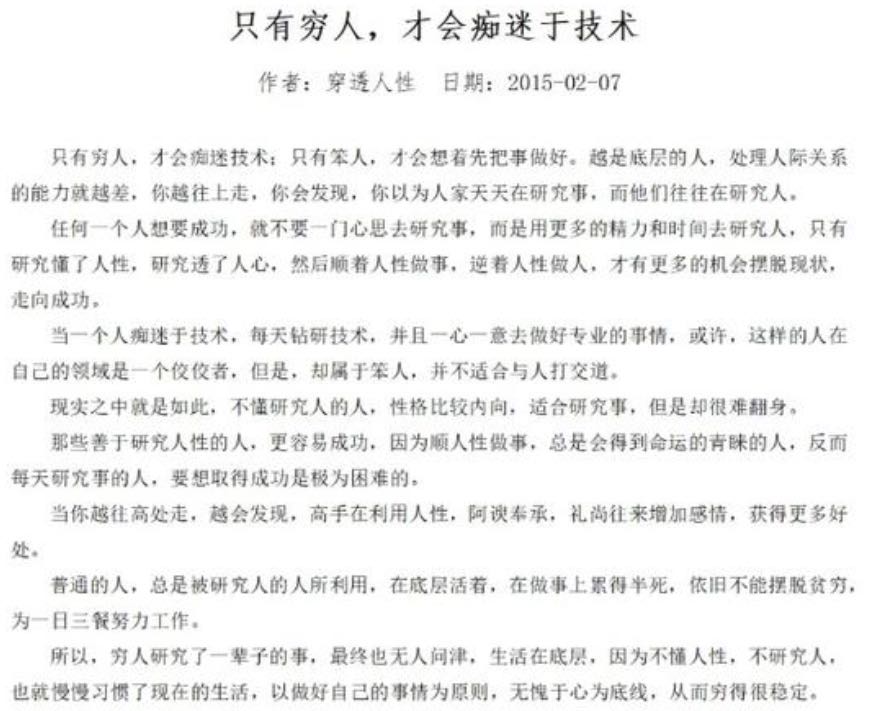 只有穷人，才会痴迷于技术
作者：穿透人性 日期：2015-02-07
只有穷人，才会痴迷技术；只有笨人，才会想着先把事做好。越是底层的人，处理人际关系
的能力就越差，你越往上走，你会发现，你以为人家天天在研究事，而他们往往在研究人。
任何一个人想要成功，就不要一门心思去研究事，而是用更多的精力和时间去研究人，只有
研究懂了人性，研究透了人心，然后顺着人性做事，逆着人性做人，才有更多的机会摆脱现状，
走向成功。
当一个人痴迷于技术，每天钻研技术，并且一心一意去做好专业的事情，或许，这样的人在
自己的领域是一个佼佼者，但是，却属于笨人，并不适合与人打交道。
现实之中就是如此，不懂研究人的人，性格比较内向，适合研究事，但是却很难翻身。
那些善于研究人性的人，更容易成功，因为顺人性做事，总是会得到命运的青睐的人，反而
每天研究事的人，要想取得成功是极为困难的。
当你越往高处走，越会发现，高手在利用人性，阿谀奉承，礼尚往来增加感情，获得更多好
处。
普通的人，总是被研究人的人所利用，在底层活着，在做事上累得半死，依旧不能摆脱贫穷，
为一日三餐努力工作。
所以，穷人研究了一辈子的事，最终也无人问津，生活在底层，因为不懂人性，不研究人，
也就慢慢习惯了现在的生活，以做好自己的事情为原则，无愧于心为底线，从而穷得很稳定。